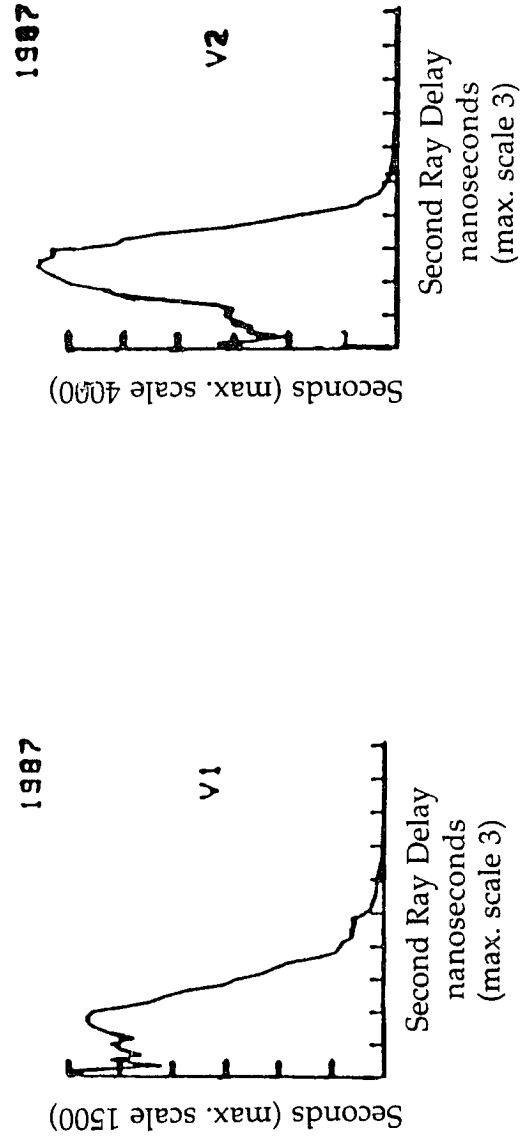 1987
V1
Seconds (max. scale 1500)
Second Ray Delay
nanoseconds
(max. scale 3)
1987
V2
Seconds (max. scale 4000)
Second Ray Delay
nanoseconds
(max. scale 3)